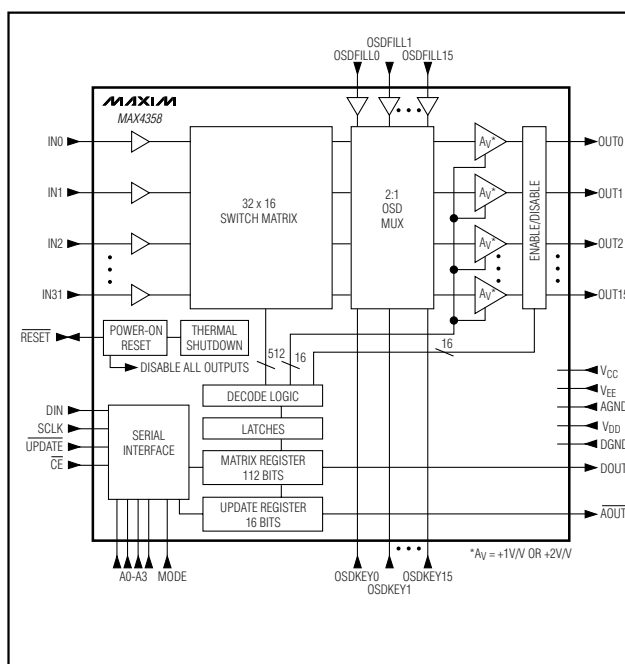 OSDFILL1
OSDFILL0 OSDFILL15
MAXIM
MAX4358
IN0
IN1
IN2
IN31
32 x 16
SWITCH MATRIX
2:1
OSD
MUX
AV*
AV*
AV*
AV*
ENABLE/DISABLE
OUT0
OUT1
OUT2
OUT15
RESET
POWER-ON
RESET
THERMAL
SHUTDOWN
DISABLE ALL OUTPUTS
512
16
16
DECODE LOGIC
LATCHES
MATRIX REGISTER
112 BITS
UPDATE REGISTER
16 BITS
DIN
SCLK
UPDATE
CE
SERIAL
INTERFACE
VCC
VEE
AGND
VDD
DGND
DOUT
AOUT
A0-A3 MODE
OSDKEY0 OSDKEY15
OSDKEY1
*AV = +1V/V OR +2V/V